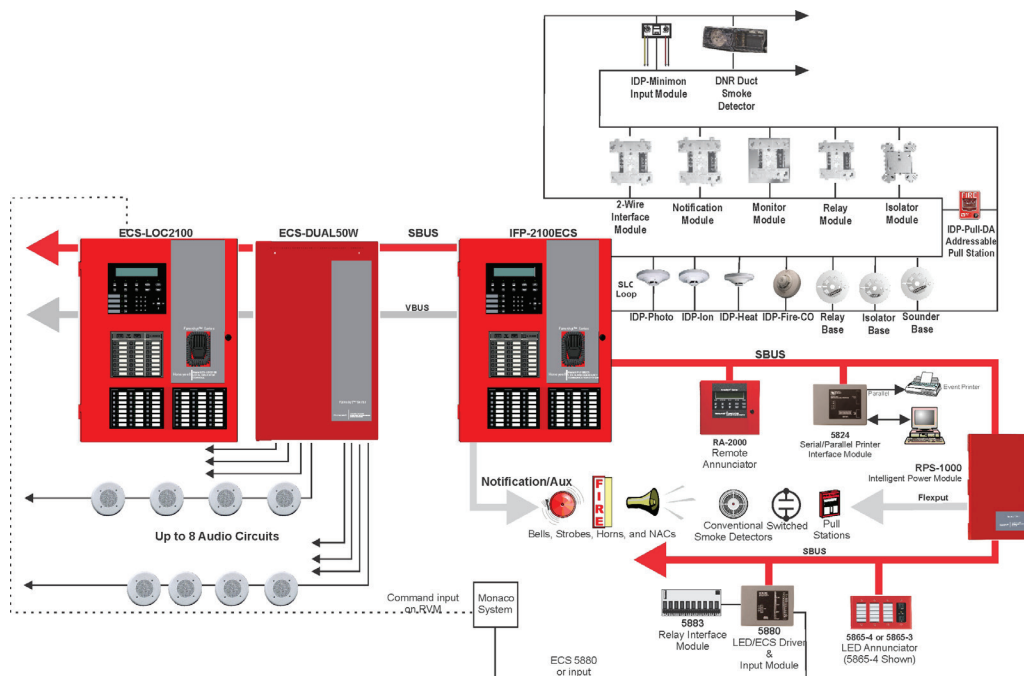 IDP-Minimon
Input Module
DNR Duct
Smoke
Detector
2-Wire
Interface
Module
Notification
Module
Monitor
Module
Relay
Module
Isolator
Module
FIRE
IDP-Pull-DA
Addressable
Pull Station
ECS-LOC2100
ECS-DUAL50W
SBUS
IFP-2100ECS
VBUS
SLC
Loop
IDP-Photo
IDP-Ion
IDP-Heat
IDP-Fire-CO
Relay
Base
Isolator
Base
Sounder
Base
SBUS
RA-2000
Remote
Annunciator
5824
Serial/Parallel Printer
Interface Module
Parallel
Event Printer
RPS-1000
Intelligent Power Module
Flexput
Notification/Aux
FIRE
Bells, Strobes, Horns, and NACs
Conventional
Smoke Detectors
Switched
Pull
Stations
SBUS
Up to 8 Audio Circuits
Command input
on RVM
Monaco
System
5883
Relay Interface
Module
5880
LED/ECS Driver
&
Input Module
5865-4 or 5865-3
LED Annunciator
(5865-4 Shown)
ECS 5880
or input